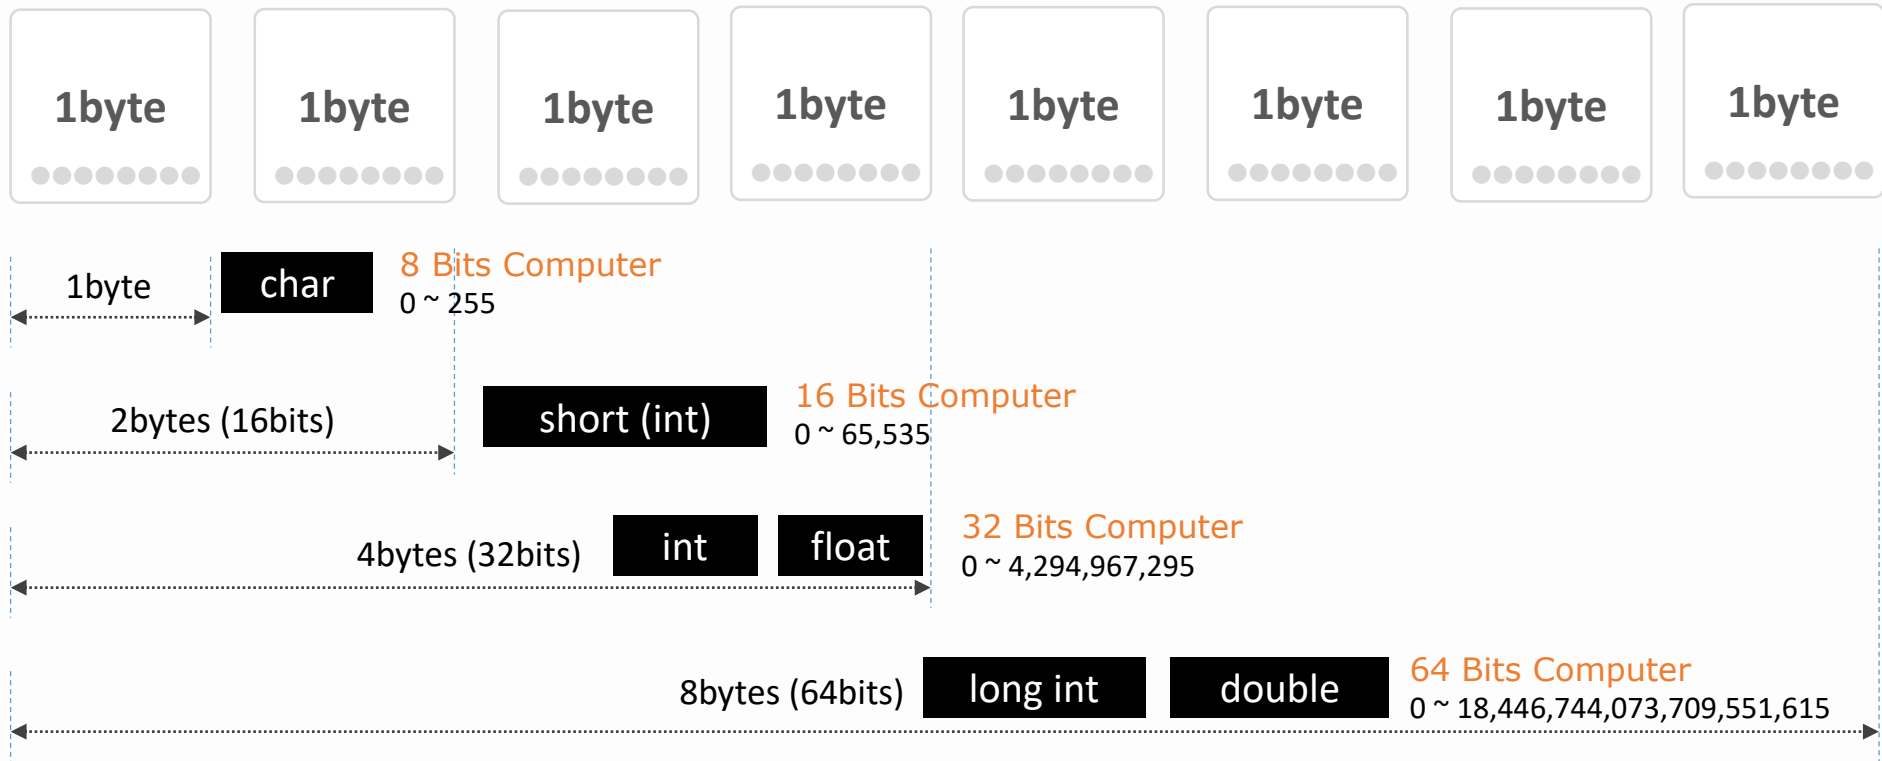 1byte 1byte 1byte 1byte 1byte 1byte 1byte 1byte
1byte
char
8 Bits Computer
0 ~ 255
2bytes (16bits)
short (int)
16 Bits Computer
0 ~ 65,535
4bytes (32bits)
int
float
32 Bits Computer
0 ~ 4,294,967,295
8bytes (64bits)
long int
double
64 Bits Computer
0 ~ 18,446,744,073,709,551,615